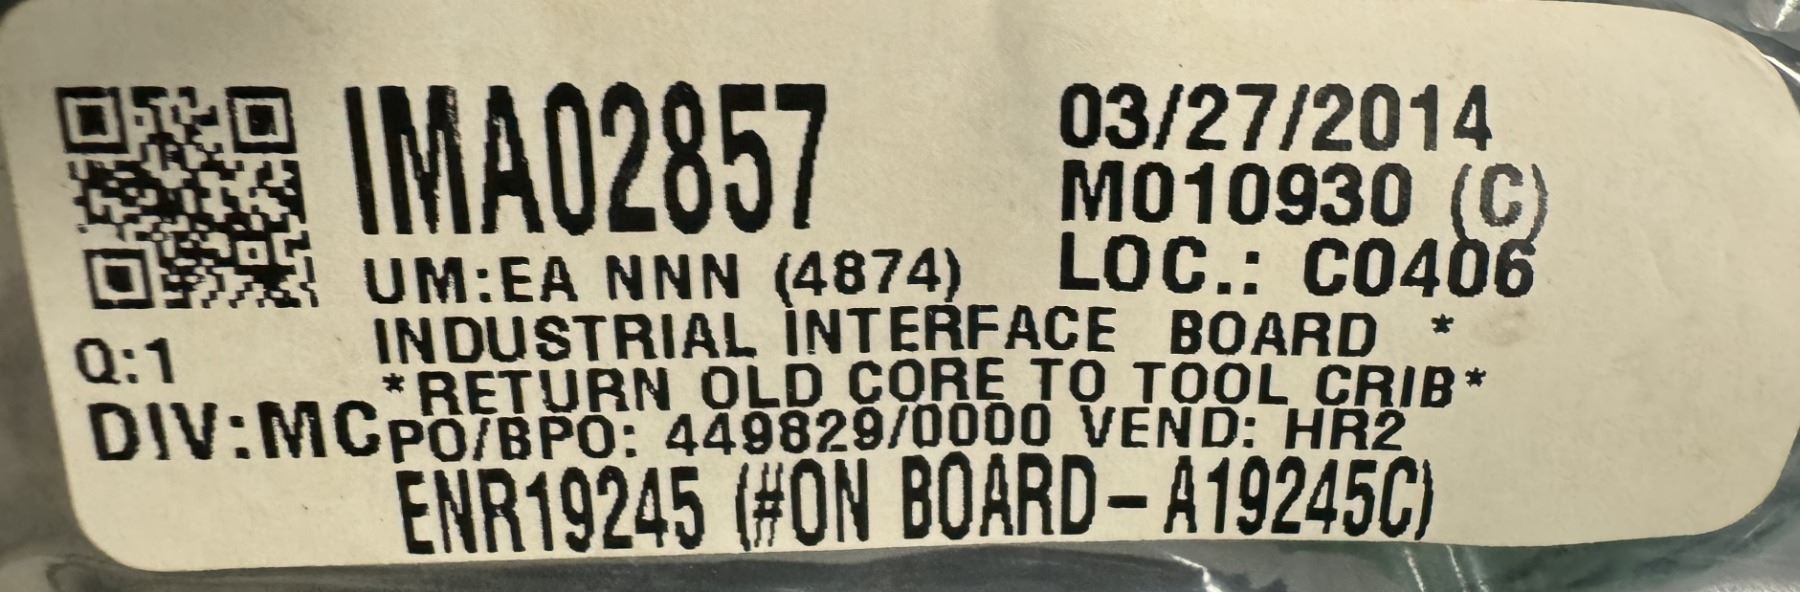 IMA02857
03/27/2014
M010930 (C)
LOC.: C0406
UM:EA NNN (4874)
Q:1
INDUSTRIAL INTERFACE BOARD *
*RETURN OLD CORE TO TOOL CRIB*
DIV:MC
PO/BPO: 449829/0000 VEND: HR2
ENR19245 (#ON BOARD-A19245C)